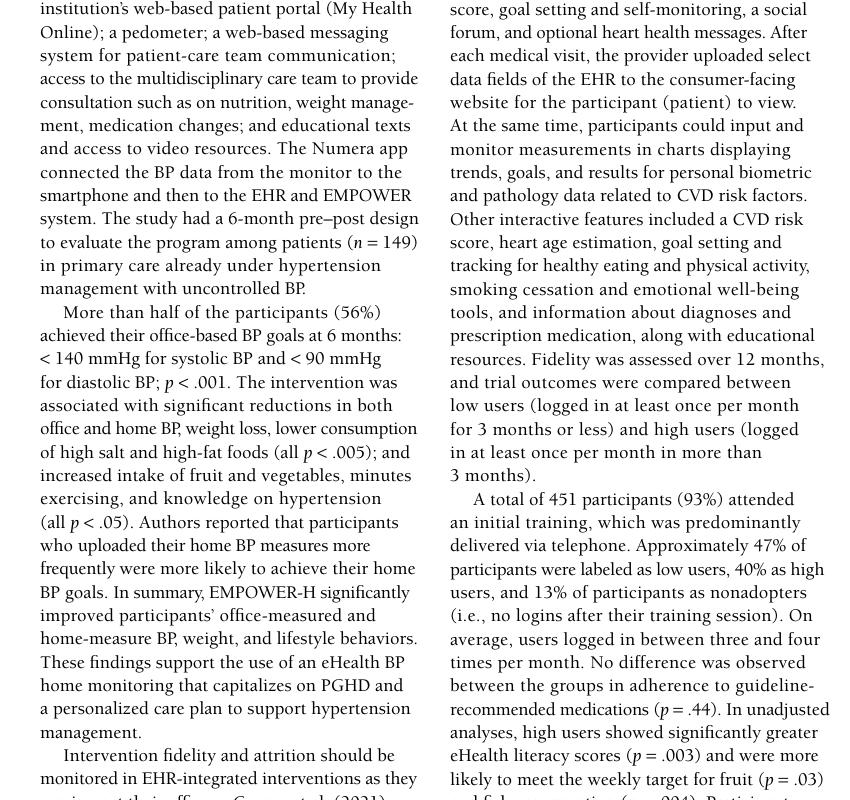 institution's web-based patient portal (My Health
Online); a pedometer; a web-based messaging
system for patient-care team communication;
access to the multidisciplinary care team to provide
consultation such as on nutrition, weight manage-
ment, medication changes; and educational texts
and access to video resources. The Numera app
connected the BP data from the monitor to the
smartphone and then to the EHR and EMPOWER
system. The study had a 6-month pre–post design
to evaluate the program among patients (n = 149)
in primary care already under hypertension
management with uncontrolled BP.
More than half of the participants (56%)
achieved their office-based BP goals at 6 months:
< 140 mmHg for systolic BP and < 90 mmHg
for diastolic BP; p < .001. The intervention was
associated with significant reductions in both
office and home BP, weight loss, lower consumption
of high salt and high-fat foods (all p < .005); and
increased intake of fruit and vegetables, minutes
exercising, and knowledge on hypertension
(all p < .05). Authors reported that participants
who uploaded their home BP measures more
frequently were more likely to achieve their home
BP goals. In summary, EMPOWER-H significantly
improved participants' office-measured and
home-measure BP, weight, and lifestyle behaviors.
These findings support the use of an eHealth BP
home monitoring that capitalizes on PGHD and
a personalized care plan to support hypertension
management.
Intervention fidelity and attrition should be
monitored in EHR-integrated interventions as they
score, goal setting and self-monitoring, a social
forum, and optional heart health messages. After
each medical visit, the provider uploaded select
data fields of the EHR to the consumer-facing
website for the participant (patient) to view.
At the same time, participants could input and
monitor measurements in charts displaying
trends, goals, and results for personal biometric
and pathology data related to CVD risk factors.
Other interactive features included a CVD risk
score, heart age estimation, goal setting and
tracking for healthy eating and physical activity,
smoking cessation and emotional well-being
tools, and information about diagnoses and
prescription medication, along with educational
resources. Fidelity was assessed over 12 months,
and trial outcomes were compared between
low users (logged in at least once per month
for 3 months or less) and high users (logged
in at least once per month in more than
3 months).
A total of 451 participants (93%) attended
an initial training, which was predominantly
delivered via telephone. Approximately 47% of
participants were labeled as low users, 40% as high
users, and 13% of participants as nonadopters
(i.e., no logins after their training session). On
average, users logged in between three and four
times per month. No difference was observed
between the groups in adherence to guideline-
recommended medications (p = .44). In unadjusted
analyses, high users showed significantly greater
eHealth literacy scores (p = .003) and were more
likely to meet the weekly target for fruit (p = .03)